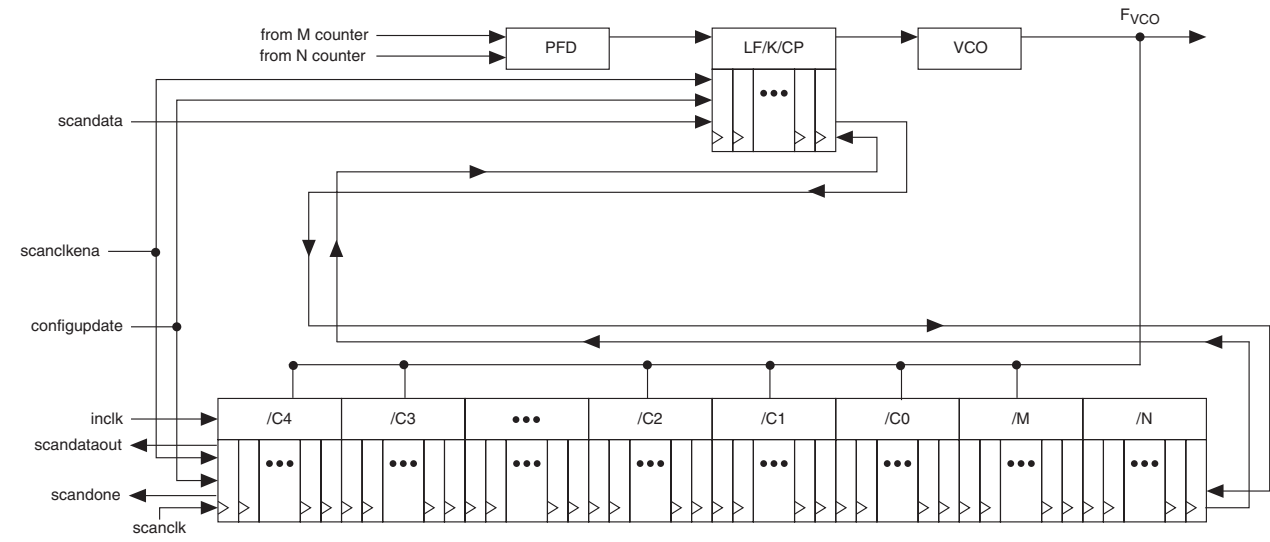 F_VCO
from M counter
from N counter
PFD
LF/K/CP
VCO
•••
scandata
scanclkena
configupdate
inclk
/C4
/C3
•••
/C2
/C1
/C0
/M
/N
scandataout
••• ••• ••• ••• ••• ••• ••• •••
scandone
scanclk